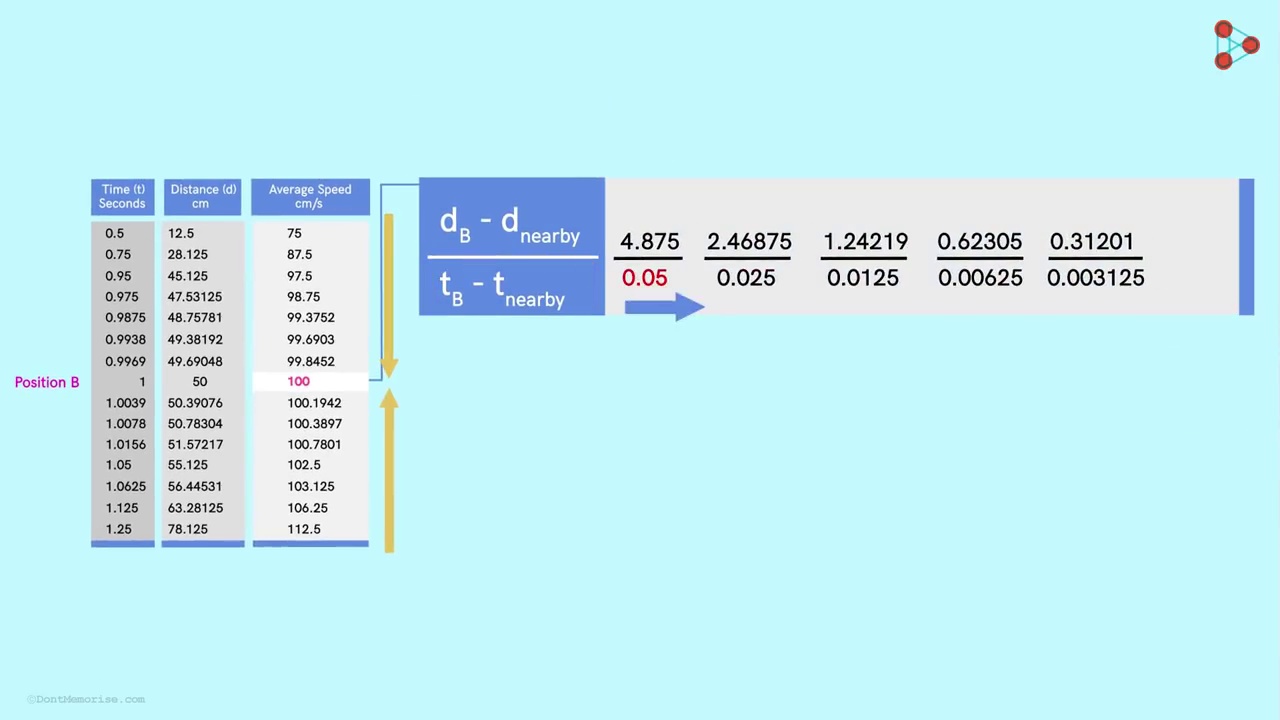 Time (t) Distance (d) Average Speed
Seconds cm cm/s
0.5 12.5 75
0.75 28.125 87.5
0.95 45.125 97.5
0.975 47.53125 98.75
0.9875 48.75781 99.3752
0.9938 49.38192 99.6903
0.9969 49.69048 99.8452
Position B 1 50 100
1.0039 50.39076 100.1942
1.0078 50.78304 100.3897
1.0156 51.57217 100.7801
1.05 55.125 102.5
1.0625 56.44531 103.125
1.125 63.28125 106.25
1.25 78.125 112.5
dB - dnearby
tB - tnearby
4.875 2.46875 1.24219 0.62305 0.31201
0.05 0.025 0.0125 0.00625 0.003125
©DontMemorise.com